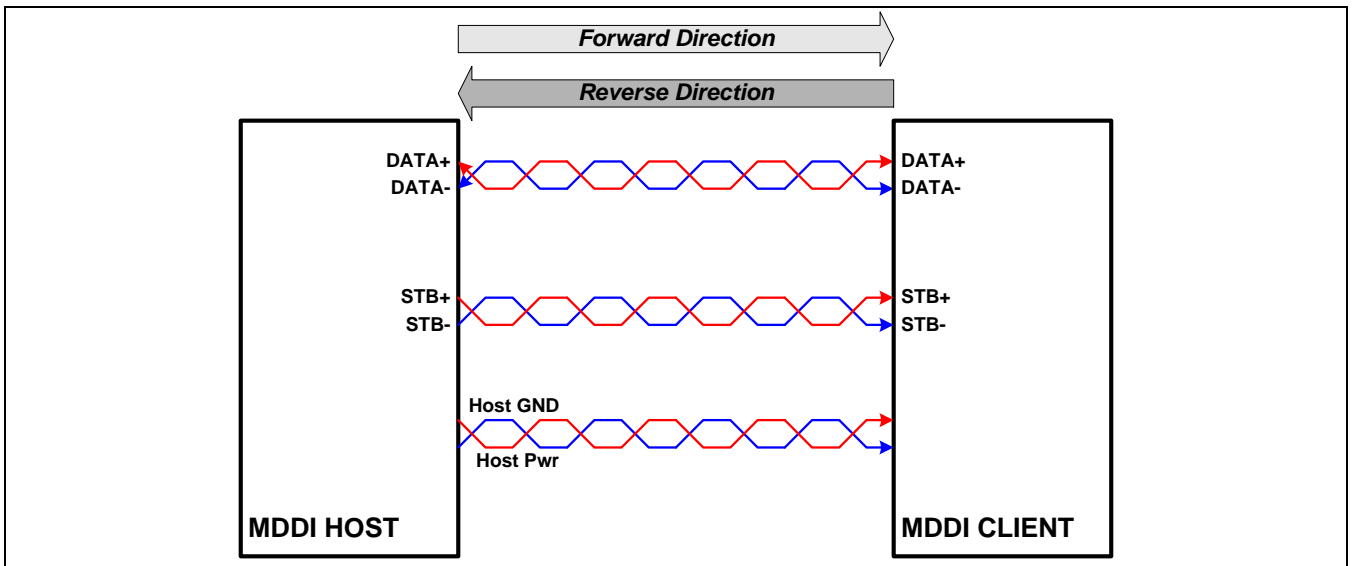 Forward Direction
Reverse Direction
DATA+
DATA-
DATA+
DATA-
STB+
STB-
STB+
STB-
Host GND
Host Pwr
MDDI HOST
MDDI CLIENT